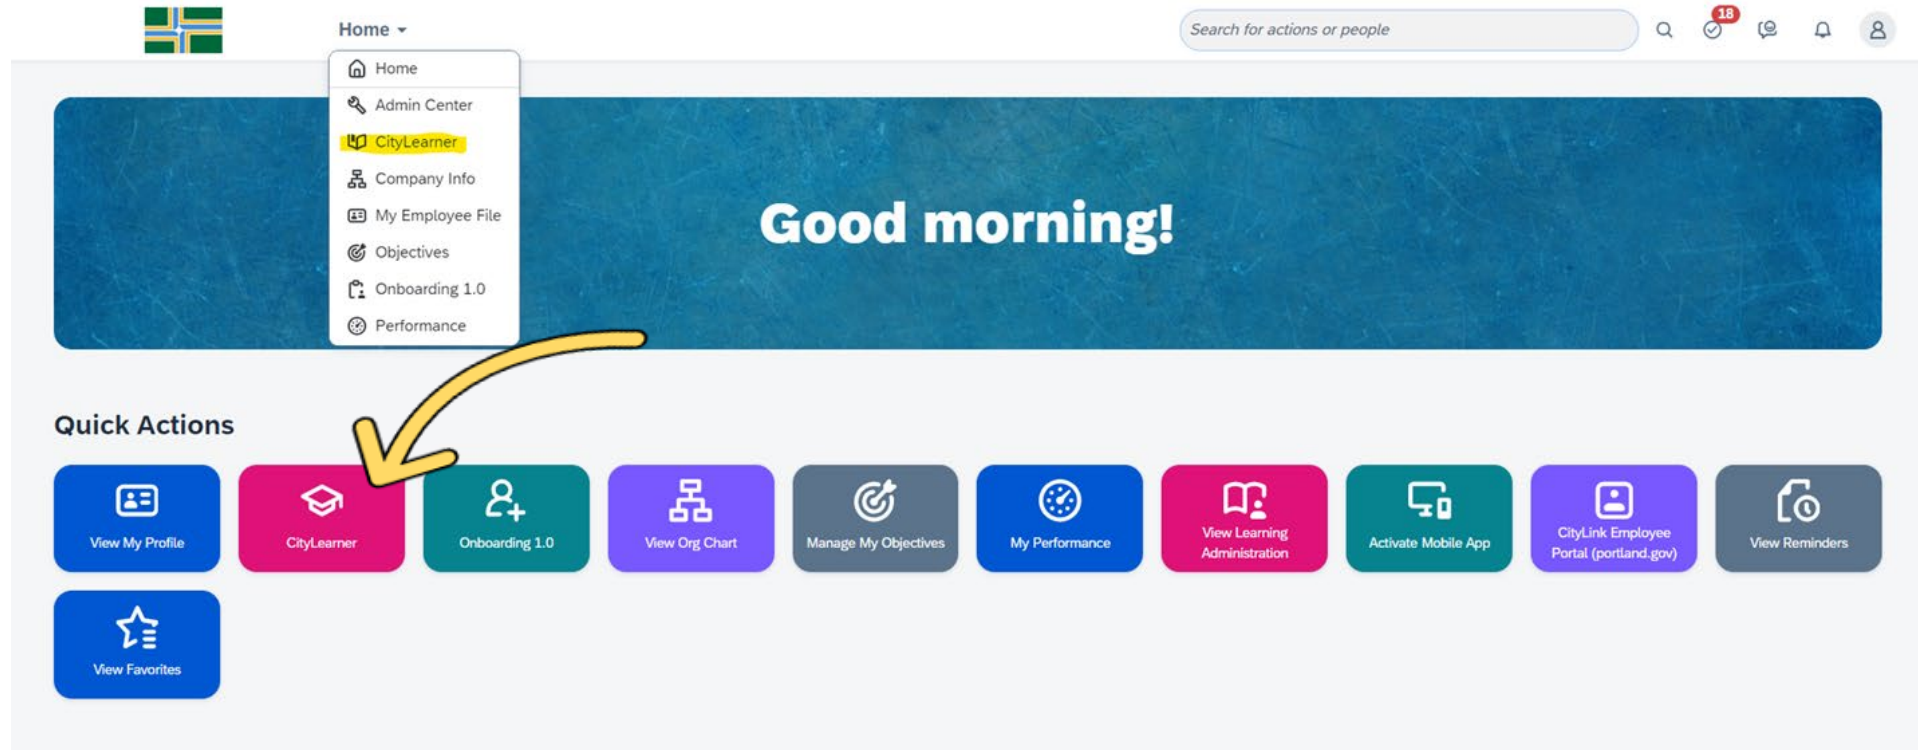 Home
Search for actions or people
18
Home
Admin Center
CityLearner
Company Info
My Employee File
Objectives
Onboarding 1.0
Performance
Good morning!
Quick Actions
View My Profile
CityLearner
Onboarding 1.0
View Org Chart
Manage My Objectives
My Performance
View Learning
Administration
Activate Mobile App
CityLink Employee
Portal (portland.gov)
View Reminders
View Favorites